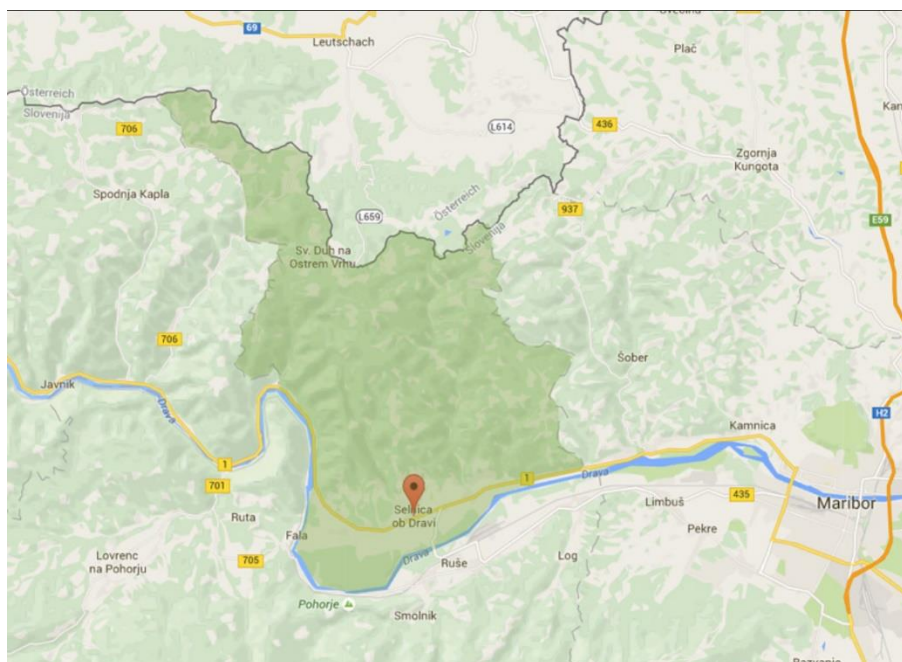 69
Leutschach
Plač
Österreich
Slovenija
706
L614
436
Zgornja
Kungota
Spodnja Kapla
L659
Österreich
Slovenija
937
E59
Sv. Duh na
Ostrem Vrhu
706
Šober
Javnik
Drava
H2
Kamnica
1
701
1
Drava
435
Limbuš
Maribor
Selnica
ob Dravi
Ruta
Fala
Pekre
Lovrenc
na Pohorju
705
Drava
Ruše
Log
Pohorje
Smolnik